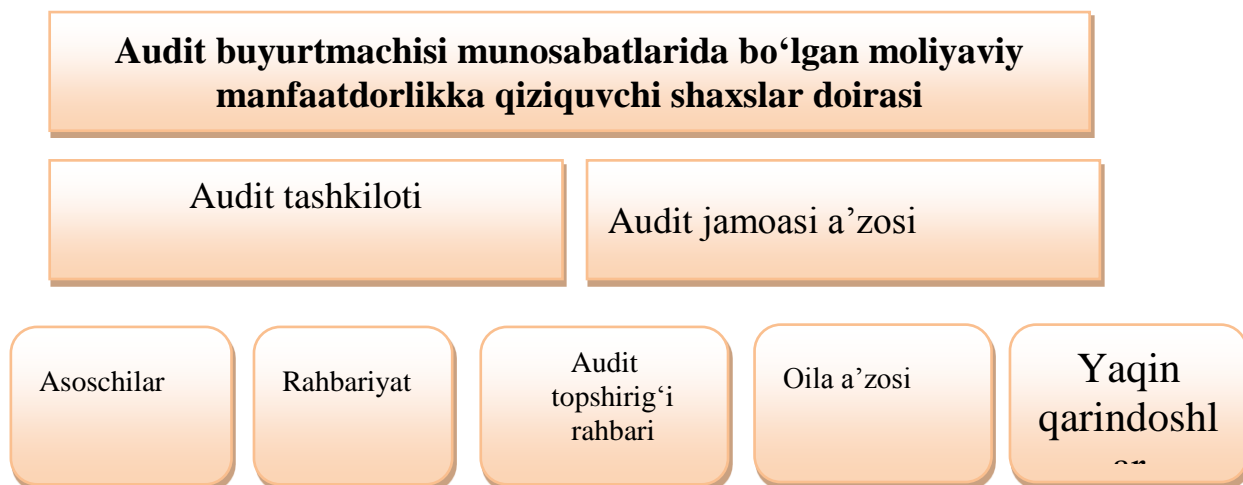 Audit buyurtmachisi munosabatlarida bo‘lgan moliyaviy
manfaatdorlikka qiziquvchi shaxslar doirasi
Audit tashkiloti
Audit jamoasi a’zosi
Asoschilar
Rahbariyat
Audit
topshirig‘i
rahbari
Oila a’zosi
Yaqin
qarindoshl
ar